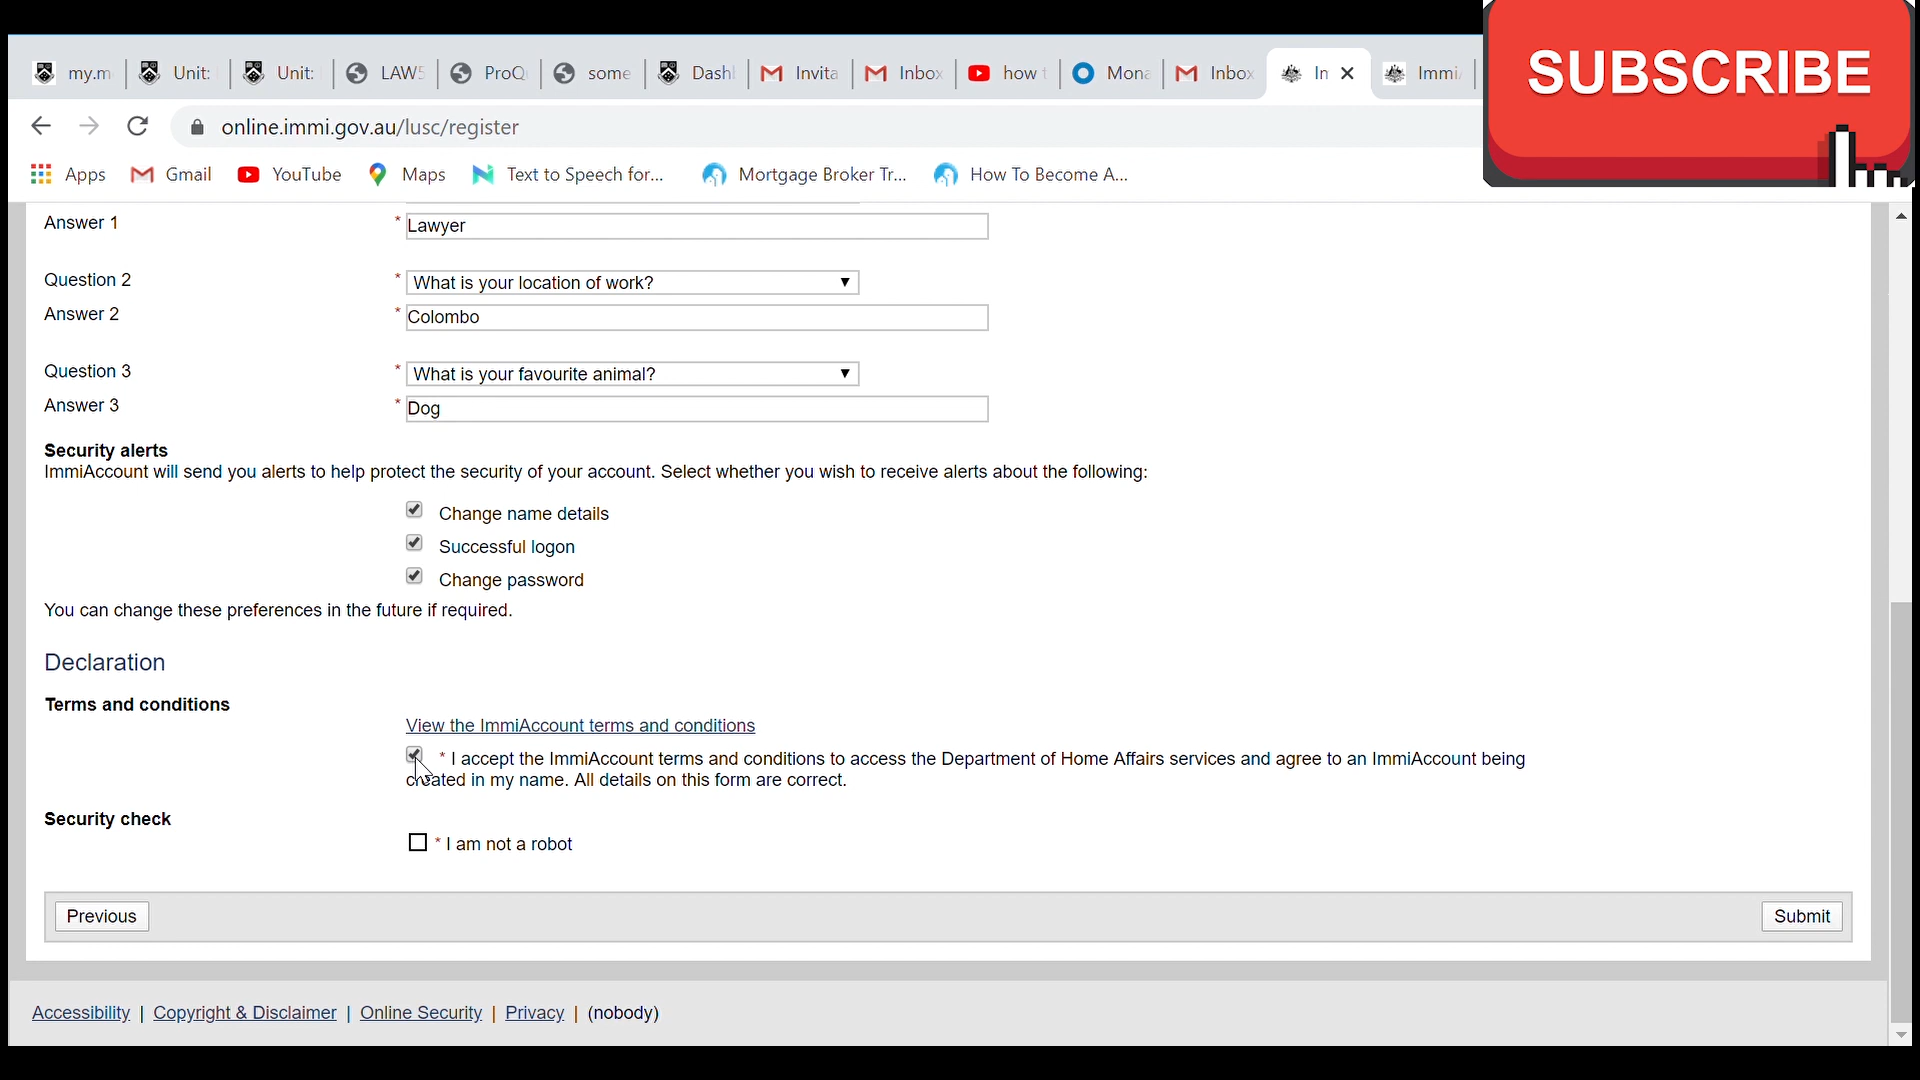 SUBSCRIBE
my.m
Unit:
Unit:
LAW5
ProQ
some
Dash
Invita
Inbox
how t
Mona
Inbox
In
Immi
online.immi.gov.au/lusc/register
Apps
Gmail
YouTube
Maps
Text to Speech for...
Mortgage Broker Tr...
How To Become A...
Answer 1 * Lawyer
Question 2 * What is your location of work?
Answer 2 * Colombo
Question 3 * What is your favourite animal?
Answer 3 * Dog
Security alerts
ImmiAccount will send you alerts to help protect the security of your account. Select whether you wish to receive alerts about the following:
Change name details
Successful logon
Change password
You can change these preferences in the future if required.
Declaration
Terms and conditions
View the ImmiAccount terms and conditions
* I accept the ImmiAccount terms and conditions to access the Department of Home Affairs services and agree to an ImmiAccount being
created in my name. All details on this form are correct.
Security check
* I am not a robot
Previous
Submit
Accessibility | Copyright & Disclaimer | Online Security | Privacy | (nobody)